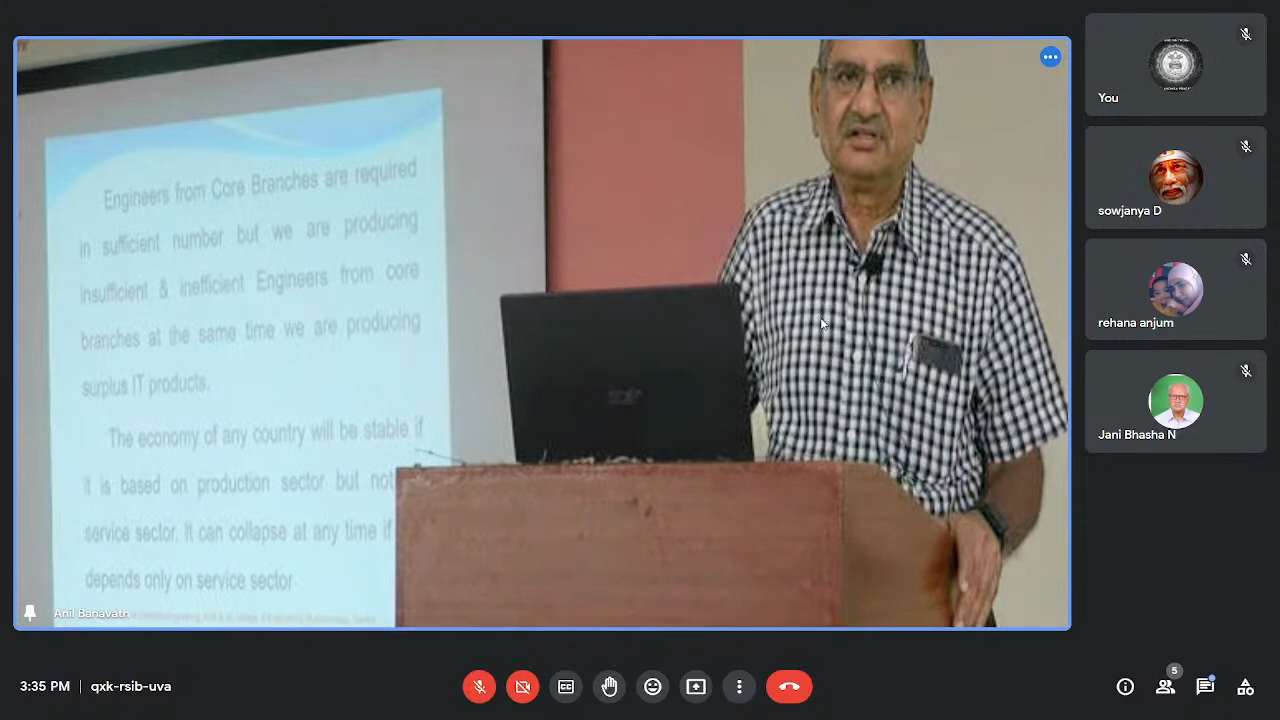 Engineers from Core Branches are required
in sufficient number but we are producing
insufficient & inefficient Engineers from core
branches at the same time we are producing
surplus IT products.
The economy of any country will be stable if
it is based on production sector but not
service sector. It can collapse at any time if
depends only on service sector
acer
Anil Banavath
You
sowjanya D
rehana anjum
Jani Bhasha N
3:35 PM
qxk-rsib-uva
5